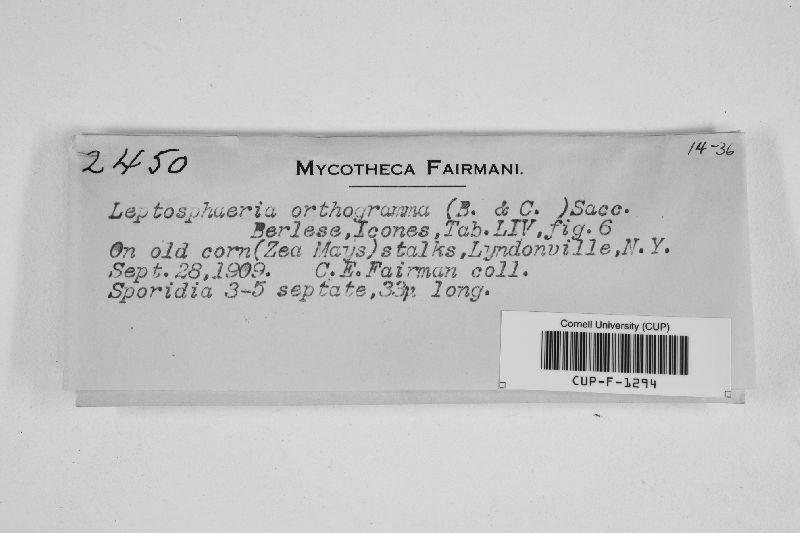 2450
14-36
MYCOTHECA FAIRMANI.
Leptosphaeria orthogramma (B. & C. )Sacc.
Berlese,Icones,Tab.LIV,fig.6
On old corn(Zea Mays)stalks,Lyndonville,N.Y.
Sept.28,1909. C.E.Fairman coll.
Sporidia 3-5 septate,33µ long.
Cornell University (CUP)
CUP-F-1294